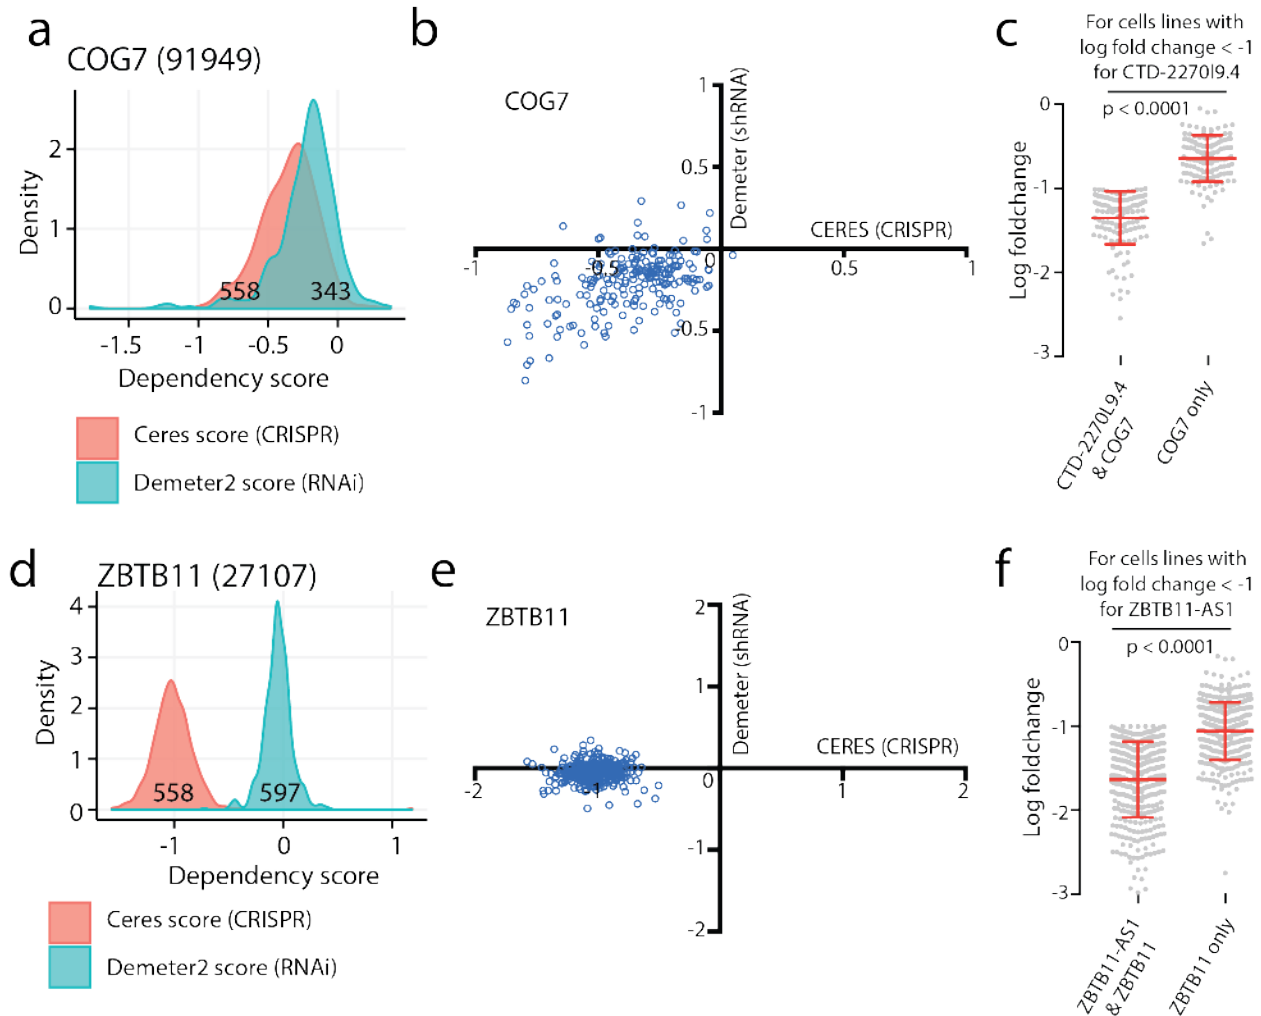 a
COG7 (91949)
Density
2
1
0
558
343
-1.5
-1
-0.5
0
Dependency score
Ceres score (CRISPR)
Demeter2 score (RNAi)
b
COG7
1
0.5
Demeter (shRNA)
CERES (CRISPR)
-1
-0.5
0
0.5
1
-0.5
-1
c
For cells lines with
log fold change < -1
for CTD-2270I9.4
p < 0.0001
Log foldchange
0
-1
-2
-3
CTD-2270L9.4
& COG7
COG7 only
d
ZBTB11 (27107)
Density
4
3
2
1
0
558
597
-1
0
1
Dependency score
Ceres score (CRISPR)
Demeter2 score (RNAi)
e
ZBTB11
2
1
Demeter (shRNA)
CERES (CRISPR)
-2
-1
0
1
2
-1
-2
f
For cells lines with
log fold change < -1
for ZBTB11-AS1
p < 0.0001
Log foldchange
0
-1
-2
-3
ZBTB11-AS1
& ZBTB11
ZBTB11 only